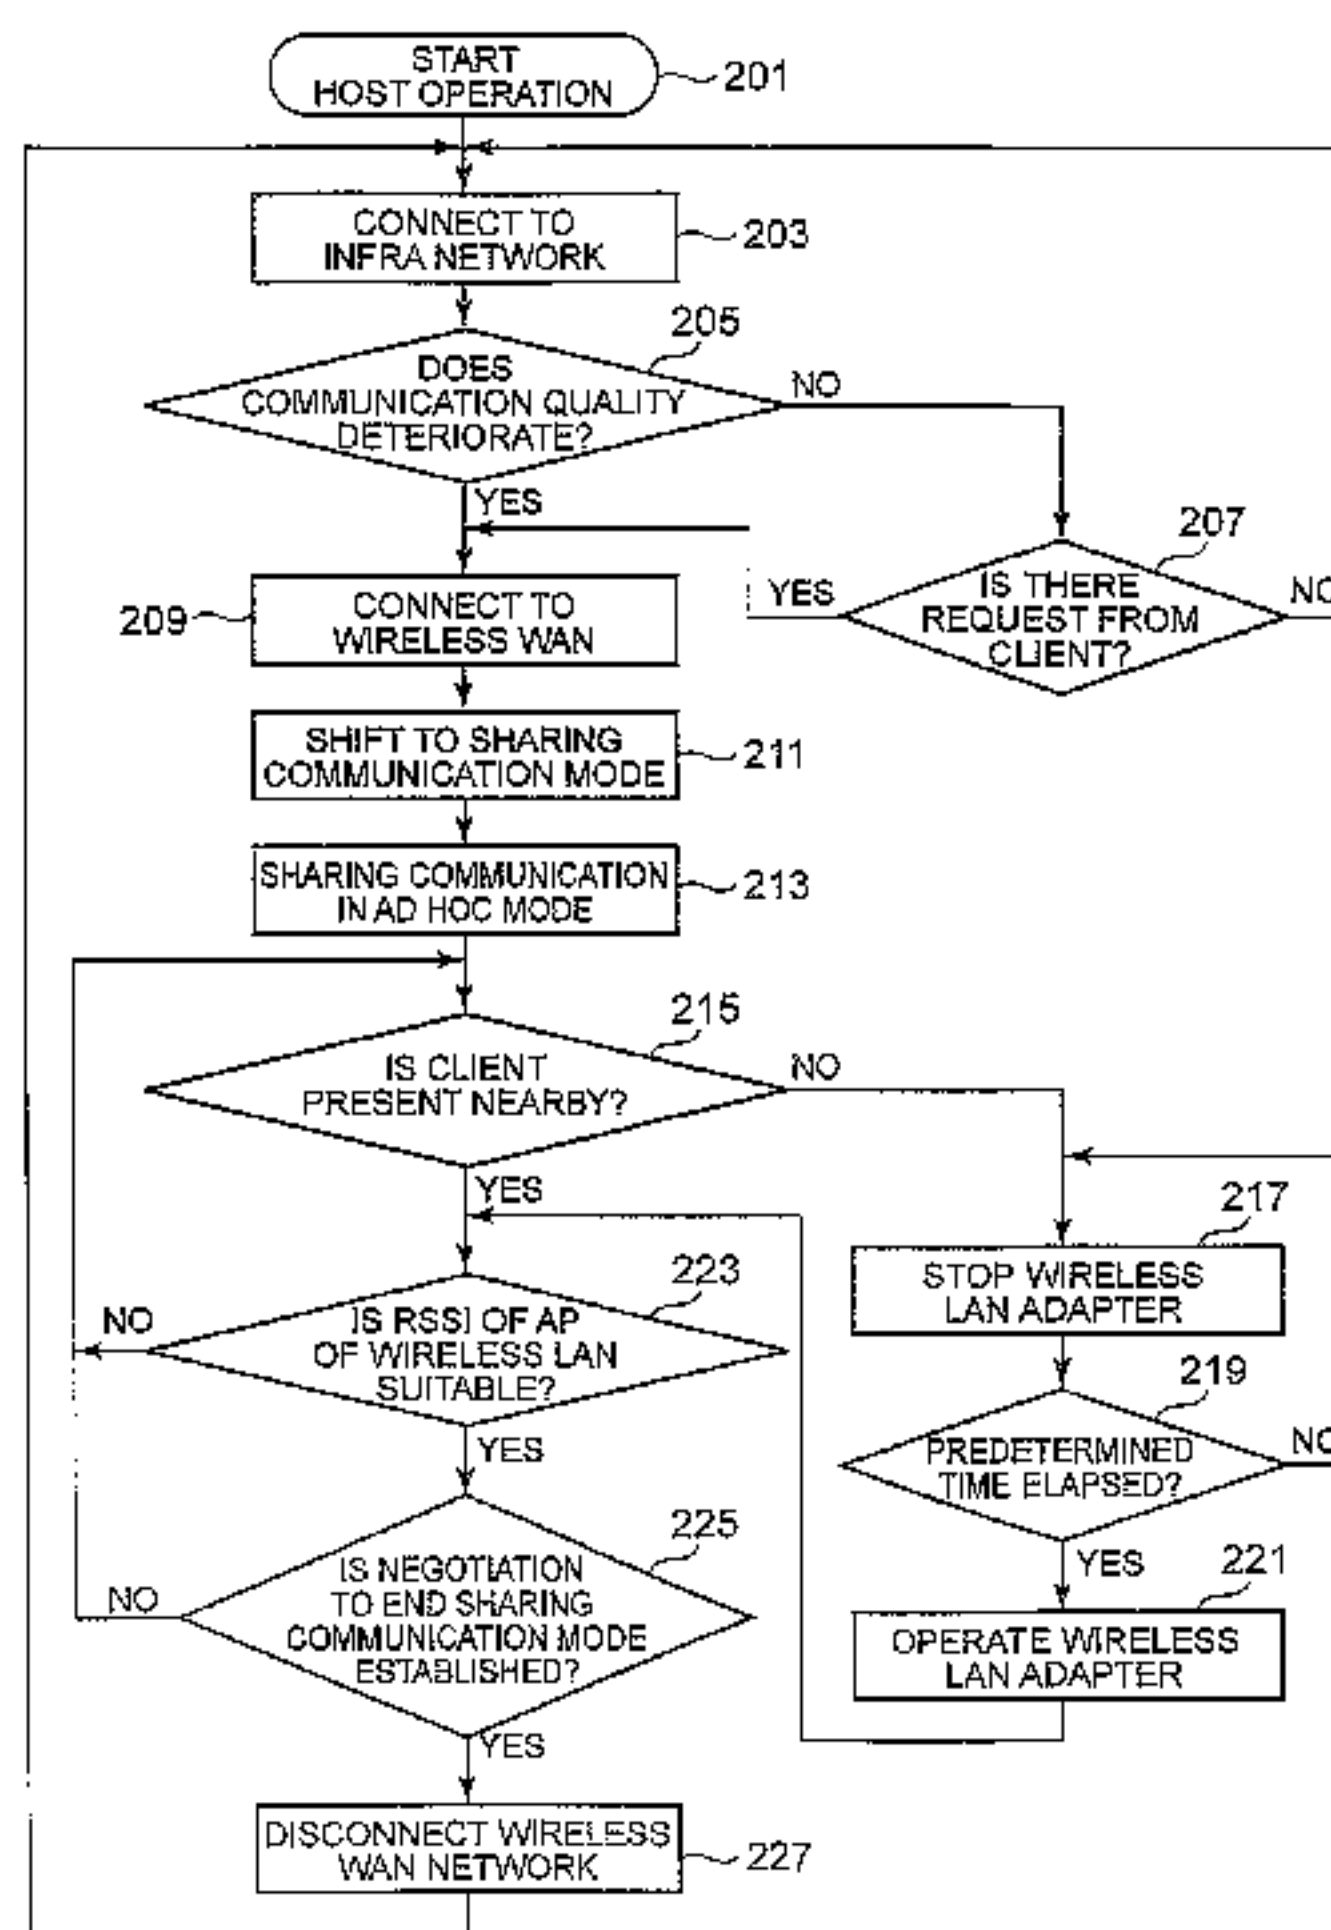 START
HOST OPERATION
201
CONNECT TO
INFRA NETWORK
203
205
DOES
COMMUNICATION QUALITY
DETERIORATE?
NO
YES
207
IS THERE
REQUEST FROM
CLIENT?
YES
NO
209
CONNECT TO
WIRELESS WAN
SHIFT TO SHARING
COMMUNICATION MODE
211
SHARING COMMUNICATION
IN AD HOC MODE
213
215
IS CLIENT
PRESENT NEARBY?
NO
YES
217
STOP WIRELESS
LAN ADAPTER
223
IS RSSI OF AP
OF WIRELESS LAN
SUITABLE?
NO
YES
219
PREDETERMINED
TIME ELAPSED?
NO
YES
221
OPERATE WIRELESS
LAN ADAPTER
225
IS NEGOTIATION
TO END SHARING
COMMUNICATION MODE
ESTABLISHED?
NO
YES
DISCONNECT WIRELESS
WAN NETWORK
227